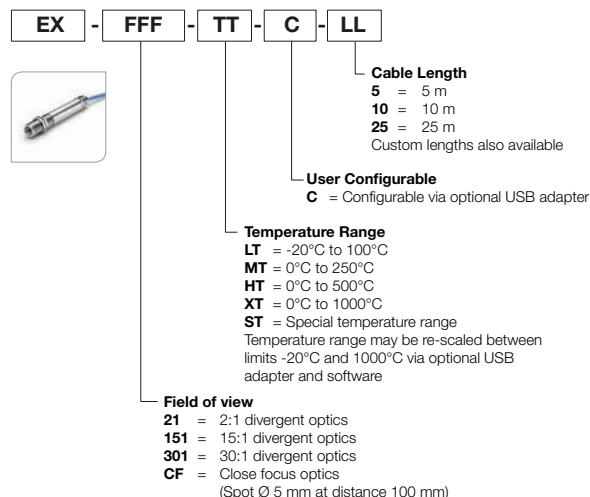 EX - FFF - TT - C - LL
Cable Length
5 = 5 m
10 = 10 m
25 = 25 m
Custom lengths also available
User Configurable
C = Configurable via optional USB adapter
Temperature Range
LT = -20°C to 100°C
MT = 0°C to 250°C
HT = 0°C to 500°C
XT = 0°C to 1000°C
ST = Special temperature range
Temperature range may be re-scaled between
limits -20°C and 1000°C via optional USB
adapter and software
Field of view
21 = 2:1 divergent optics
151 = 15:1 divergent optics
301 = 30:1 divergent optics
CF = Close focus optics
(Spot Ø 5 mm at distance 100 mm)